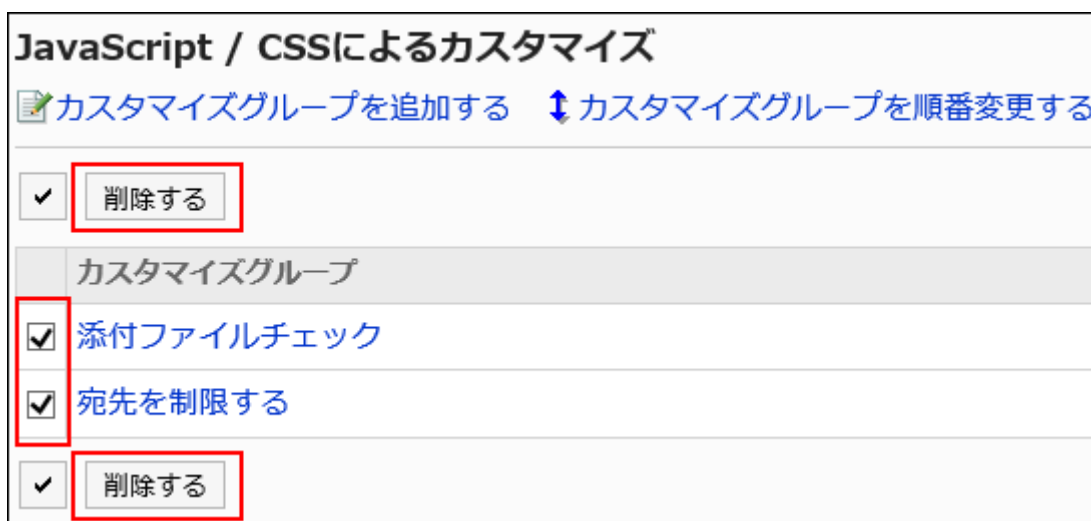 JavaScript / CSSによるカスタマイズ
カスタマイズグループを追加する カスタマイズグループを順番変更する
削除する
カスタマイズグループ
添付ファイルチェック
宛先を制限する
削除する